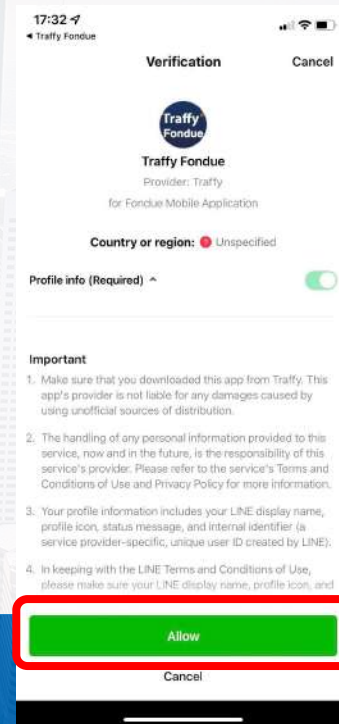 17:32
◀ Traffy Fondue
Verification
Cancel
Traffy
Fondue
Traffy Fondue
Provider: Traffy
for Fondue Mobile Application
Country or region: ? Unspecified
Profile info (Required)
Important
1. Make sure that you downloaded this app from Traffy. This
app's provider is not liable for any damages caused by
using unofficial sources of distribution.
2. The handling of any personal information provided to this
service, now and in the future, is the responsibility of this
service's provider. Please refer to the service's Terms and
Conditions of Use and Privacy Policy for more information.
3. Your profile information includes your LINE display name,
profile icon, status message, and internal identifier (a
service provider-specific, unique user ID created by LINE).
4. In keeping with the LINE Terms and Conditions of Use,
please make sure your LINE display name, profile icon, and
Allow
Cancel